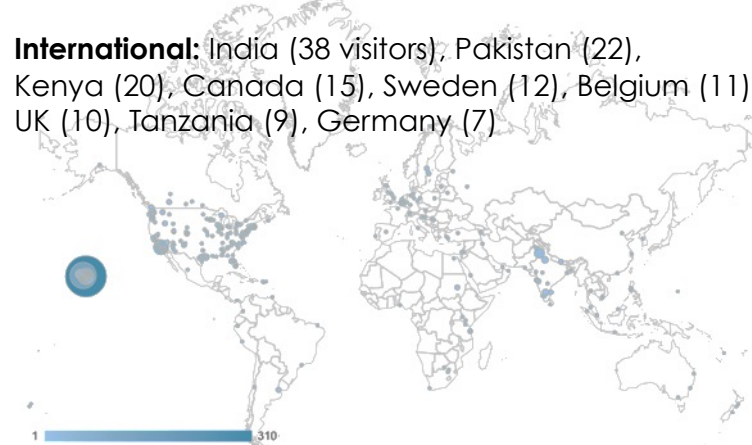 International: India (38 visitors), Pakistan (22),
Kenya (20), Canada (15), Sweden (12), Belgium (11)
UK (10), Tanzania (9), Germany (7)
1 310